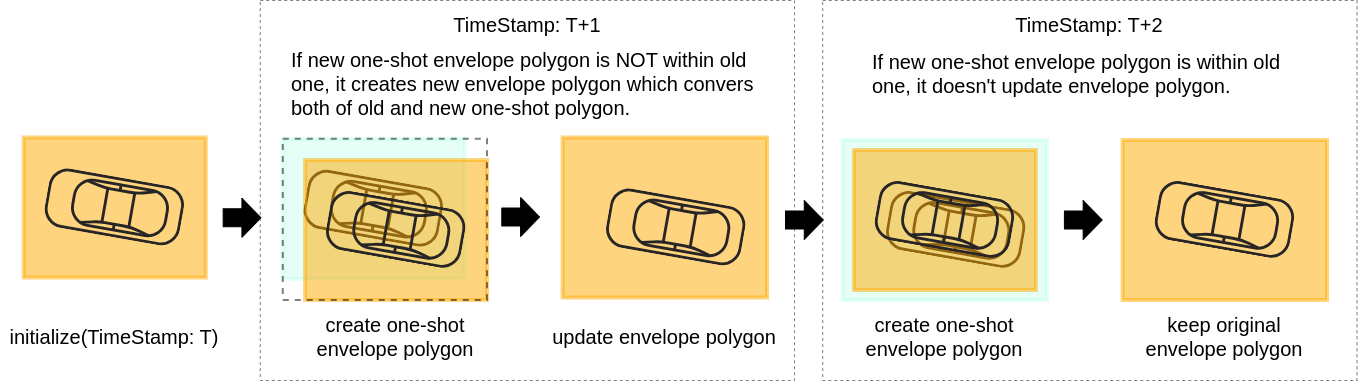 TimeStamp: T+1
If new one-shot envelope polygon is NOT within old
one, it creates new envelope polygon which convers
both of old and new one-shot polygon.
TimeStamp: T+2
If new one-shot envelope polygon is within old
one, it doesn't update envelope polygon.
initialize(TimeStamp: T)
create one-shot
envelope polygon
update envelope polygon
create one-shot
envelope polygon
keep original
envelope polygon